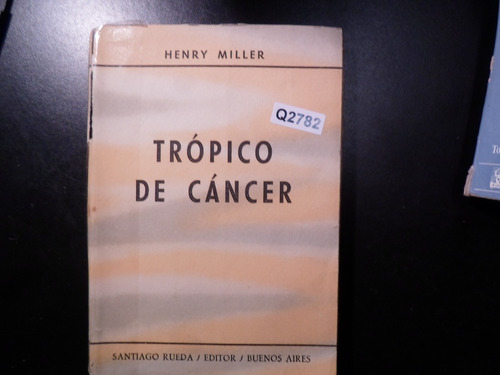 HENRY MILLER
Q2782
TRÓPICO
DE CÁNCER
SANTIAGO RUEDA / EDITOR / BUENOS AIRES